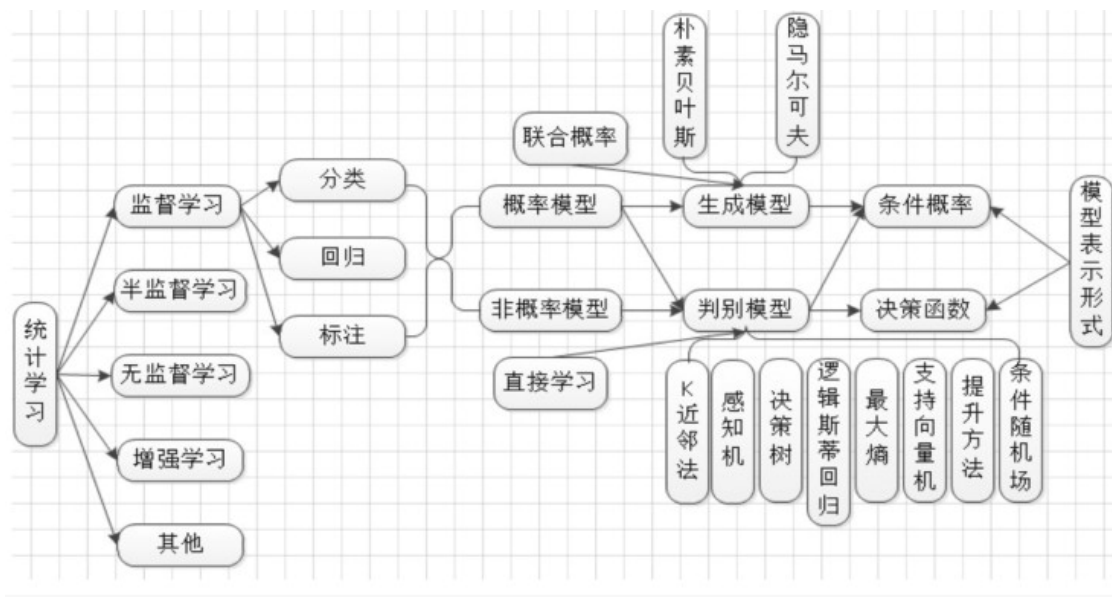 统计学习
监督学习
半监督学习
无监督学习
增强学习
其他
分类
回归
标注
概率模型
非概率模型
联合概率
直接学习
朴素贝叶斯
隐马尔可夫
生成模型
判别模型
条件概率
决策函数
模型表示形式
K近邻法
感知机
决策树
逻辑斯蒂回归
最大熵
支持向量机
提升方法
条件随机场